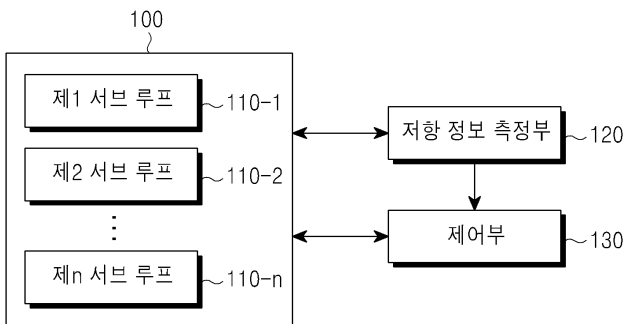 100
제1 서브 루프
110-1
제2 서브 루프
110-2
제n 서브 루프
110-n
저항 정보 측정부
120
제어부
130